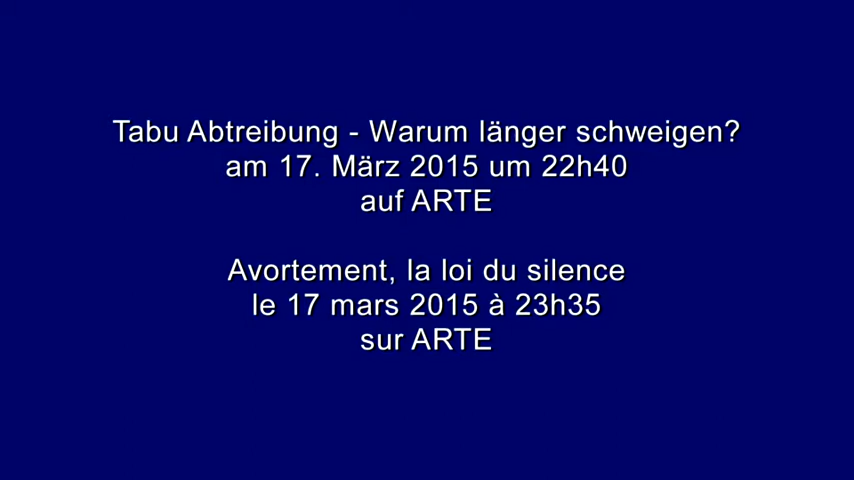 Tabu Abtreibung - Warum länger schweigen?
am 17. März 2015 um 22h40
auf ARTE
Avortement, la loi du silence
le 17 mars 2015 à 23h35
sur ARTE